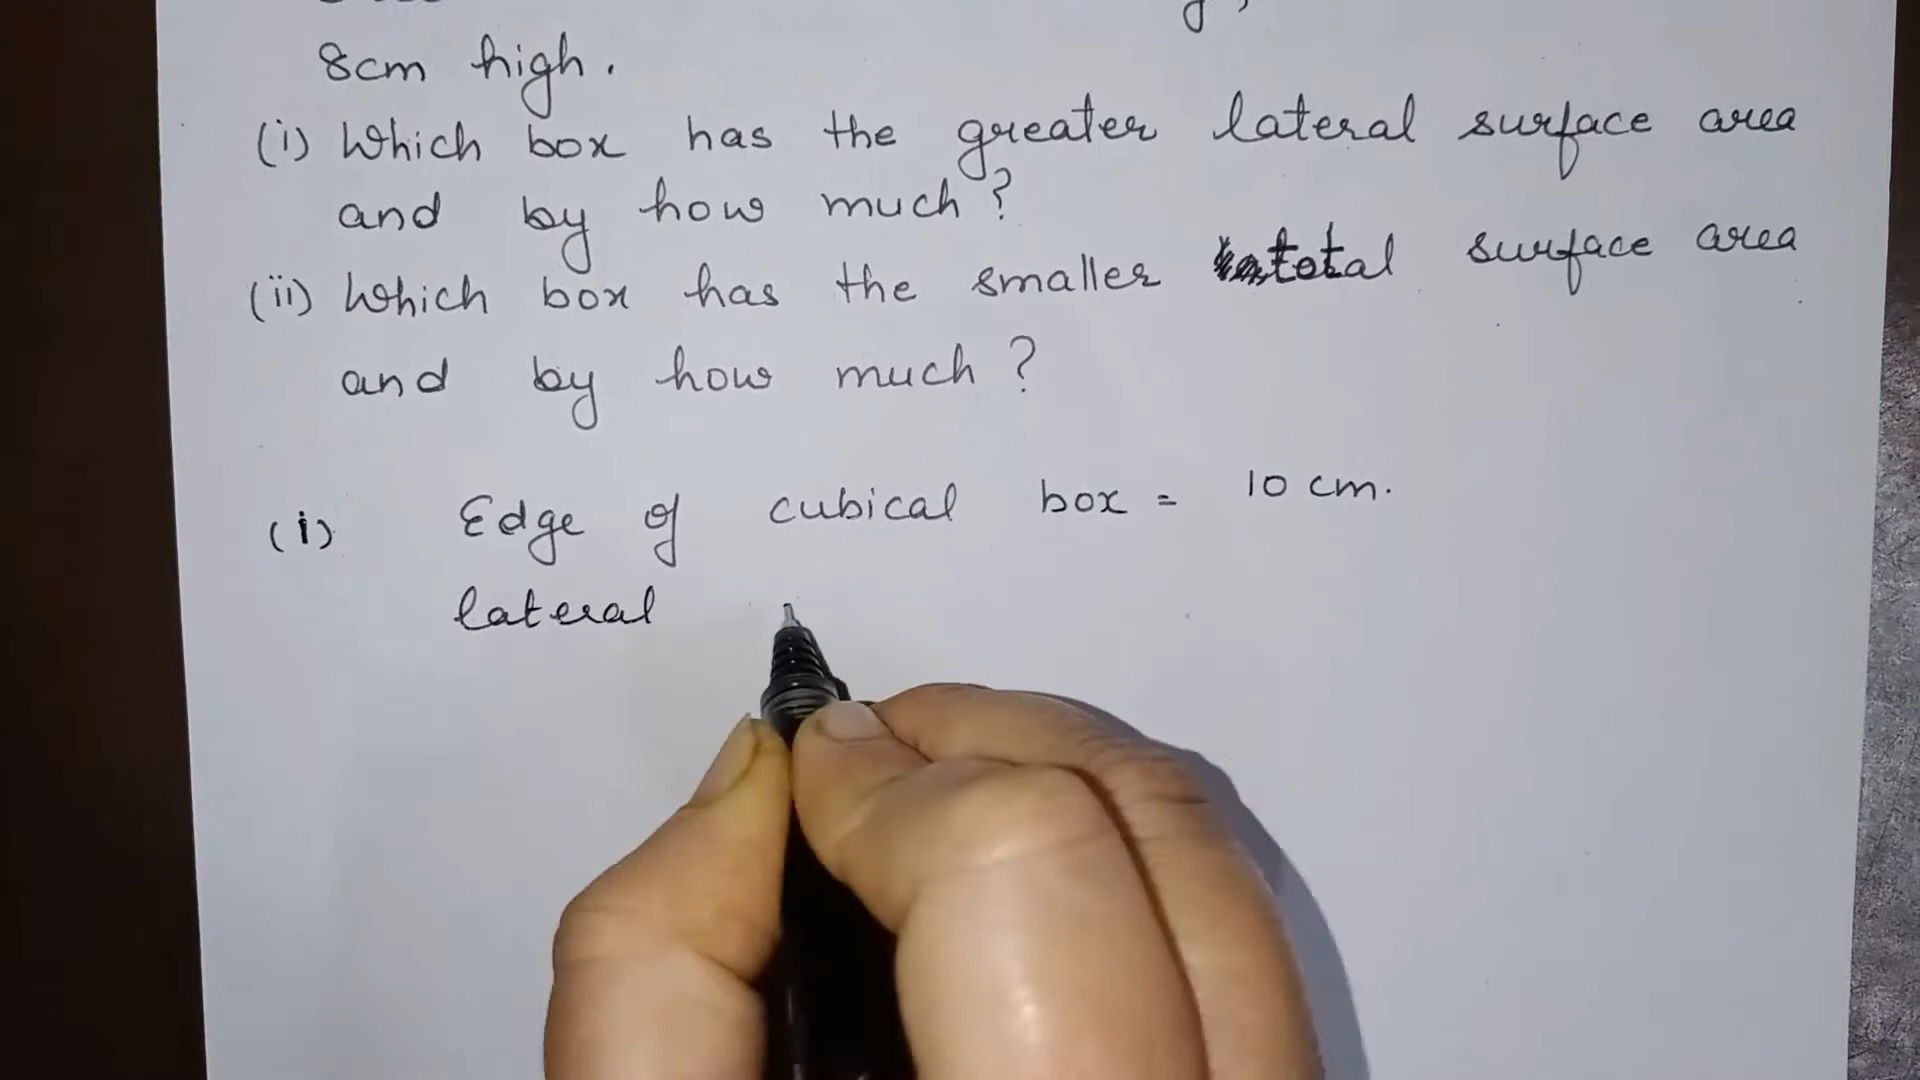 8cm high.
(i) Which box has the greater lateral surface area
and by how much?
(ii) Which box has the smaller total surface area
and by how much?
(i) Edge of cubical box = 10 cm.
lateral